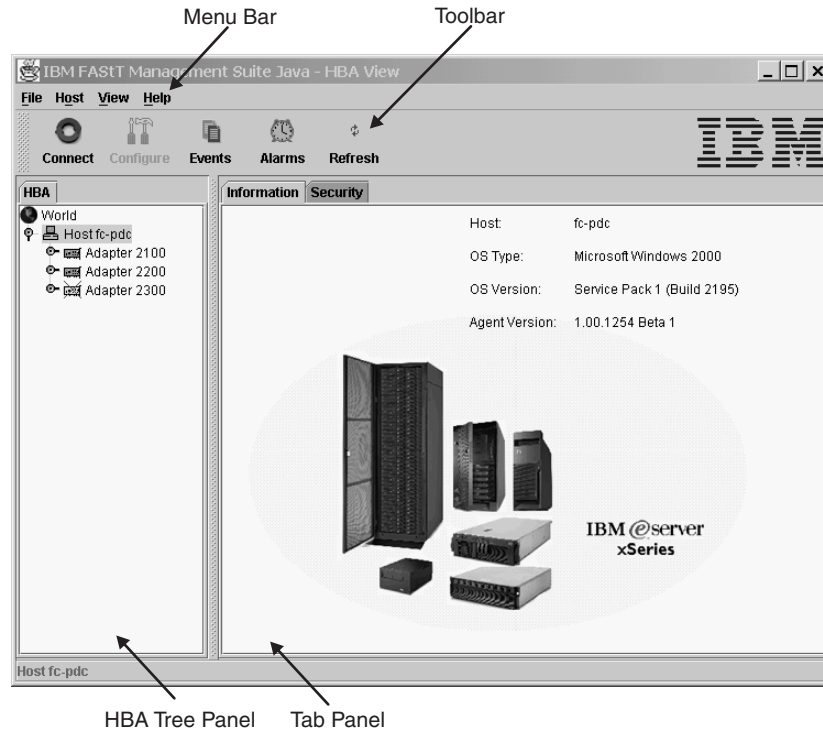 Menu Bar
Toolbar
IBM FAStT Management Suite Java - HBA View
File Host View Help
Connect Configure Events Alarms Refresh
IBM
HBA
Information Security
World
Host fc-pdc
Adapter 2100
Adapter 2200
Adapter 2300
Host: fc-pdc
OS Type: Microsoft Windows 2000
OS Version: Service Pack 1 (Build 2195)
Agent Version: 1.00.1254 Beta 1
IBM @server
xSeries
Host fc-pdc
HBA Tree Panel
Tab Panel